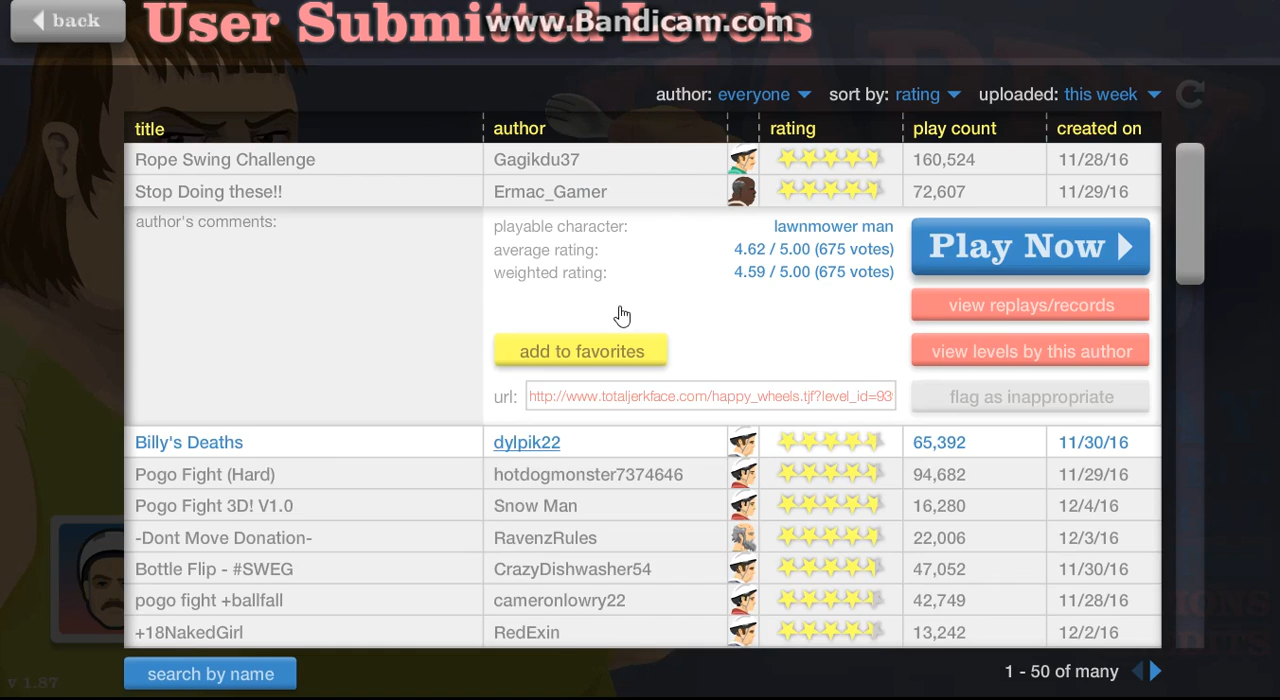 back
User Submitted Levels
www.Bandicam.com
author: everyone sort by: rating uploaded: this week
title author rating play count created on
Rope Swing Challenge Gagikdu37 160,524 11/28/16
Stop Doing these!! Ermac_Gamer 72,607 11/29/16
author's comments:
playable character: lawnmower man
average rating: 4.62 / 5.00 (675 votes)
weighted rating: 4.59 / 5.00 (675 votes)
Play Now
view replays/records
add to favorites
view levels by this author
url: http://www.totaljerkface.com/happy_wheels.tjf?level_id=93
flag as inappropriate
Billy's Deaths dylpik22 65,392 11/30/16
Pogo Fight (Hard) hotdogmonster7374646 94,682 11/29/16
Pogo Fight 3D! V1.0 Snow Man 16,280 12/4/16
-Dont Move Donation- RavenzRules 22,006 12/3/16
Bottle Flip - #SWEG CrazyDishwasher54 47,052 11/30/16
pogo fight +ballfall cameronlowry22 42,749 11/28/16
+18NakedGirl RedExin 13,242 12/2/16
search by name
1 - 50 of many
v 1.87